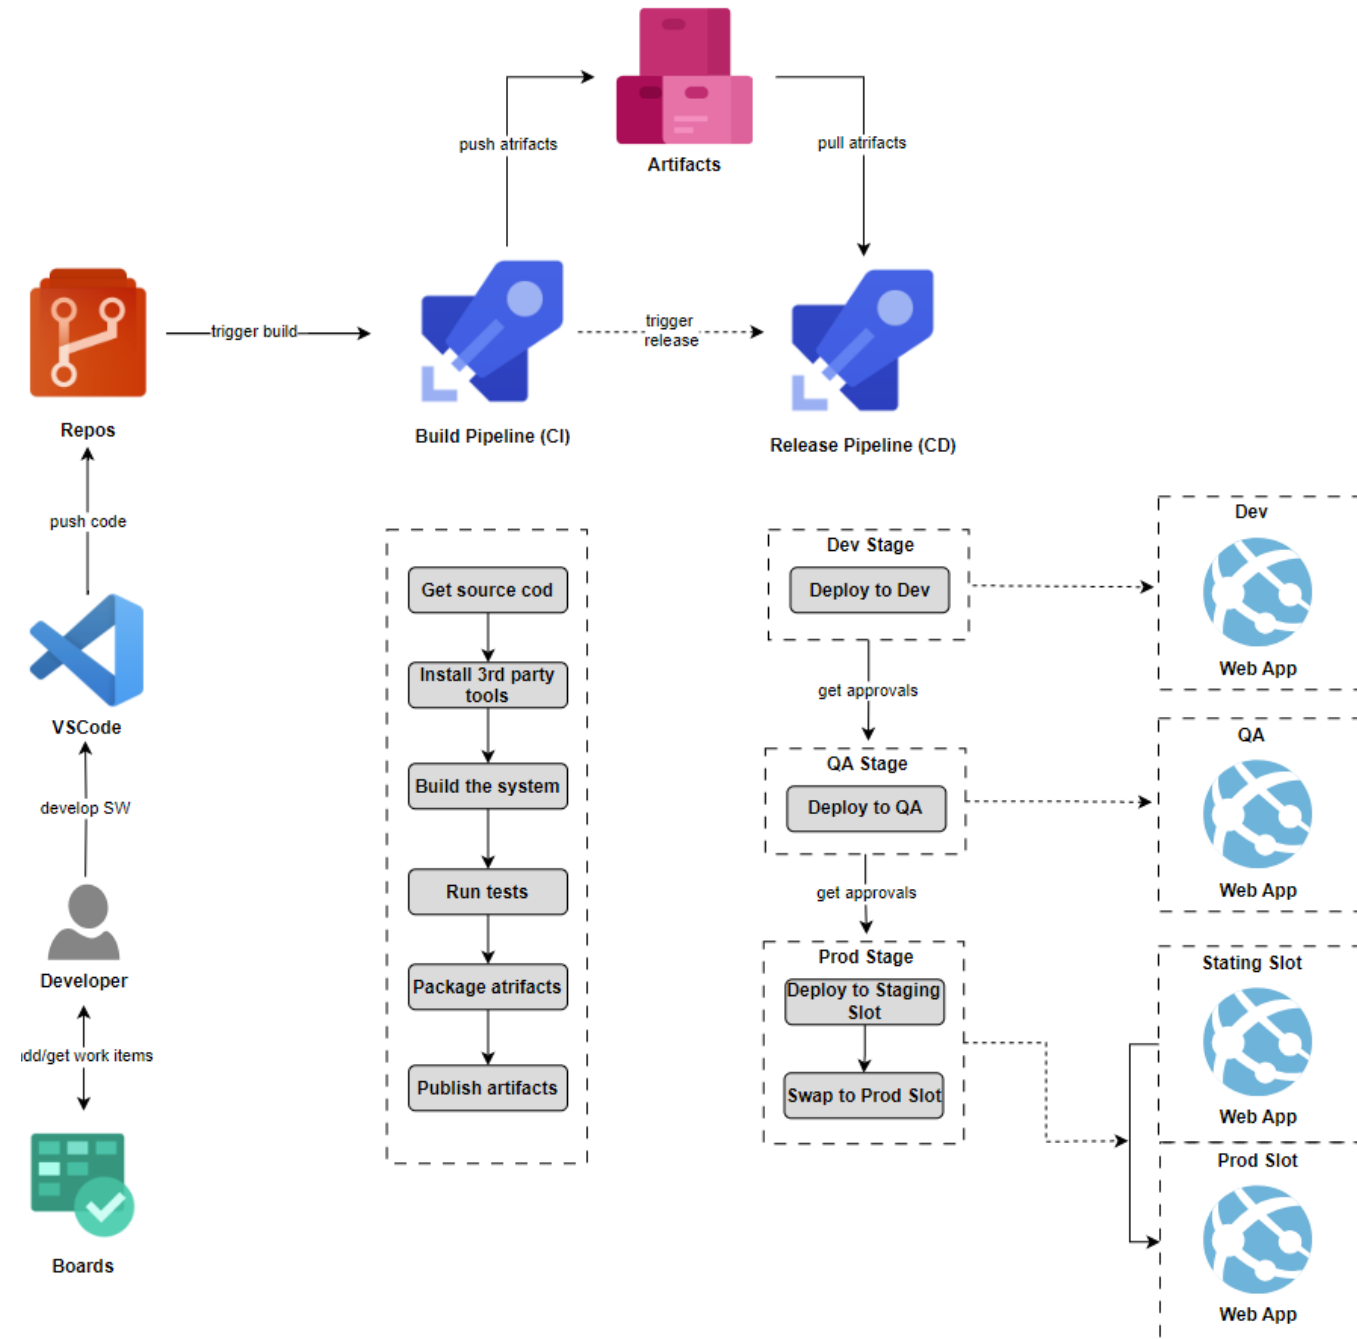 push atrifacts
Artifacts
pull atrifacts
Repos
trigger build
Build Pipeline (CI)
trigger
release
Release Pipeline (CD)
push code
VSCode
develop SW
Developer
dd/get work items
Boards
Get source cod
Install 3rd party
tools
Build the system
Run tests
Package atrifacts
Publish artifacts
Dev Stage
Deploy to Dev
get approvals
QA Stage
Deploy to QA
get approvals
Prod Stage
Deploy to Staging
Slot
Swap to Prod Slot
Dev
Web App
QA
Web App
Stating Slot
Web App
Prod Slot
Web App